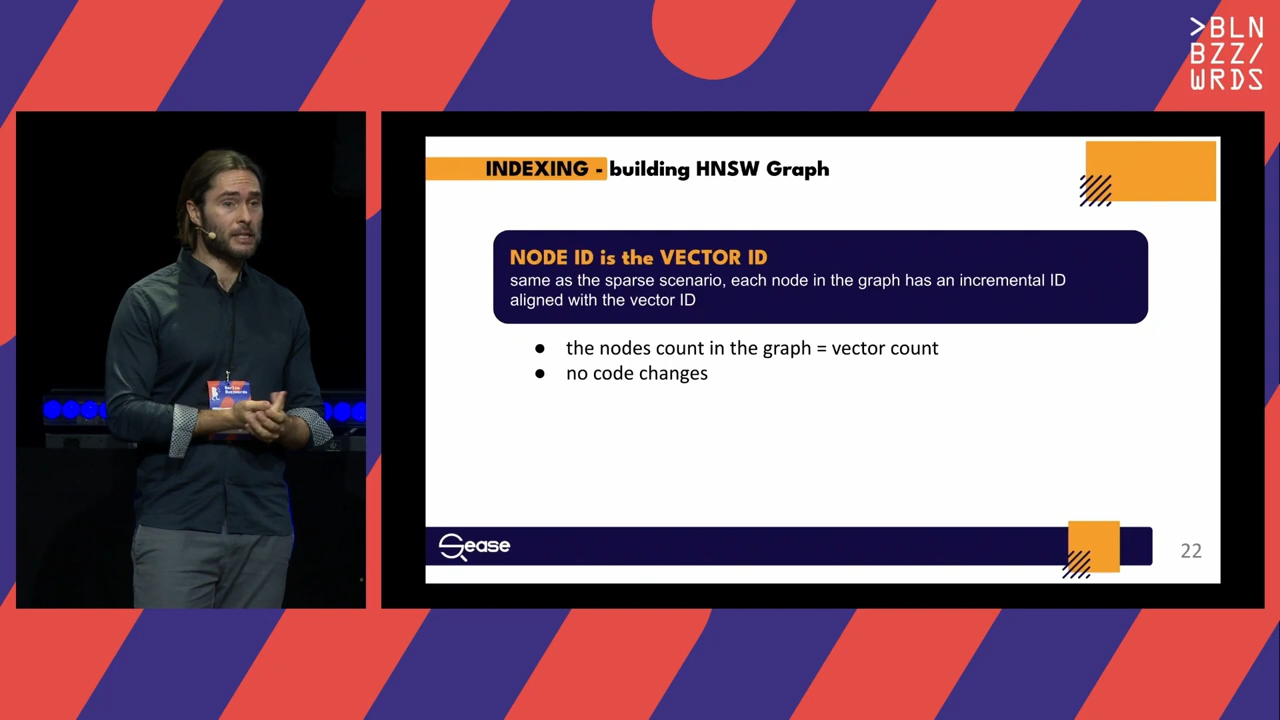 >BLN
BZZ/
WRDS
INDEXING - building HNSW Graph
NODE ID is the VECTOR ID
same as the sparse scenario, each node in the graph has an incremental ID
aligned with the vector ID
● the nodes count in the graph = vector count
● no code changes
Sease
22